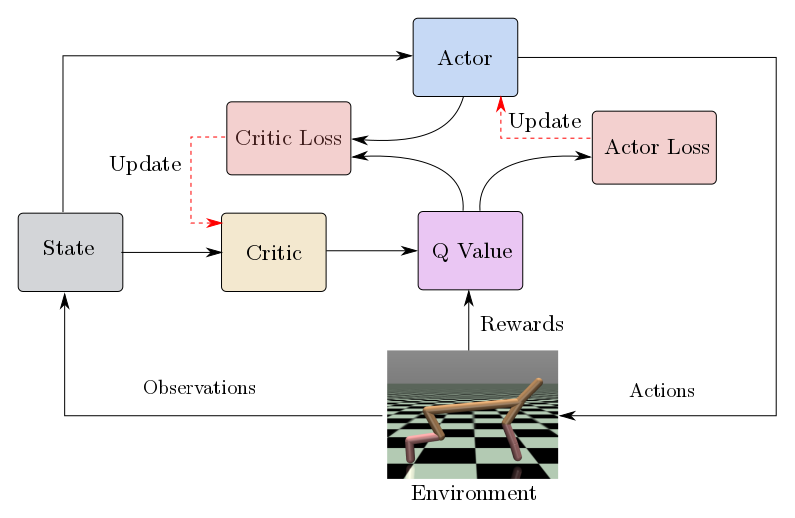 Actor
Critic Loss
Update
Actor Loss
Update
State
Critic
Q Value
Rewards
Observations
Actions
Environment